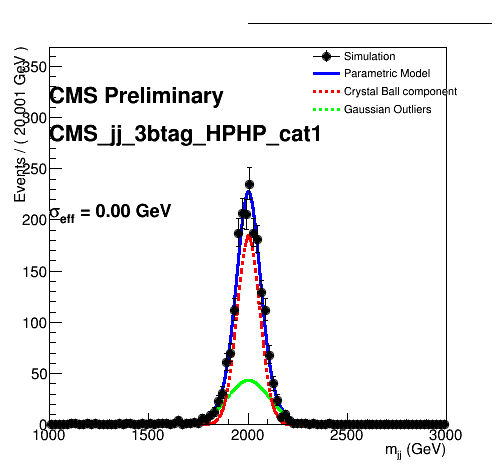 Events / ( 20.001 GeV )
350
300
250
200
150
100
50
0
Simulation
Parametric Model
Crystal Ball component
Gaussian Outliers
CMS Preliminary
CMS_jj_3btag_HPHP_cat1
σeff = 0.00 GeV
1000 1500 2000 2500 3000
mjj (GeV)